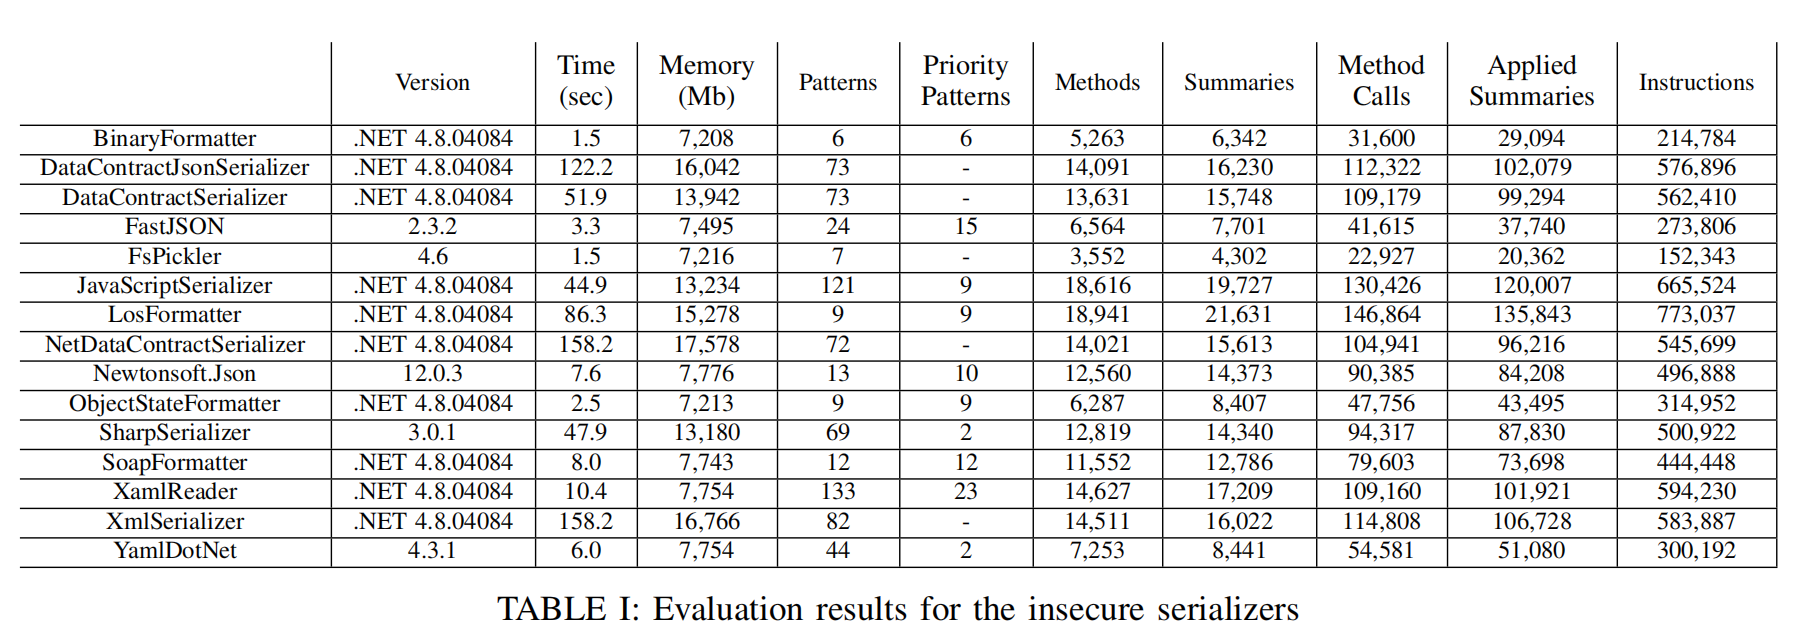 Version Time (sec) Memory (Mb) Patterns Priority Patterns Methods Summaries Method Calls Applied Summaries Instructions
BinaryFormatter .NET 4.8.04084 1.5 7,208 6 6 5,263 6,342 31,600 29,094 214,784
DataContractJsonSerializer .NET 4.8.04084 122.2 16,042 73 - 14,091 16,230 112,322 102,079 576,896
DataContractSerializer .NET 4.8.04084 51.9 13,942 73 - 13,631 15,748 109,179 99,294 562,410
FastJSON 2.3.2 3.3 7,495 24 15 6,564 7,701 41,615 37,740 273,806
FsPickler 4.6 1.5 7,216 7 - 3,552 4,302 22,927 20,362 152,343
JavaScriptSerializer .NET 4.8.04084 44.9 13,234 121 9 18,616 19,727 130,426 120,007 665,524
LosFormatter .NET 4.8.04084 86.3 15,278 9 9 18,941 21,631 146,864 135,843 773,037
NetDataContractSerializer .NET 4.8.04084 158.2 17,578 72 - 14,021 15,613 104,941 96,216 545,699
Newtonsoft.Json 12.0.3 7.6 7,776 13 10 12,560 14,373 90,385 84,208 496,888
ObjectStateFormatter .NET 4.8.04084 2.5 7,213 9 9 6,287 8,407 47,756 43,495 314,952
SharpSerializer 3.0.1 47.9 13,180 69 2 12,819 14,340 94,317 87,830 500,922
SoapFormatter .NET 4.8.04084 8.0 7,743 12 12 11,552 12,786 79,603 73,698 444,448
XamlReader .NET 4.8.04084 10.4 7,754 133 23 14,627 17,209 109,160 101,921 594,230
XmlSerializer .NET 4.8.04084 158.2 16,766 82 - 14,511 16,022 114,808 106,728 583,887
YamlDotNet 4.3.1 6.0 7,754 44 2 7,253 8,441 54,581 51,080 300,192
TABLE I: Evaluation results for the insecure serializers